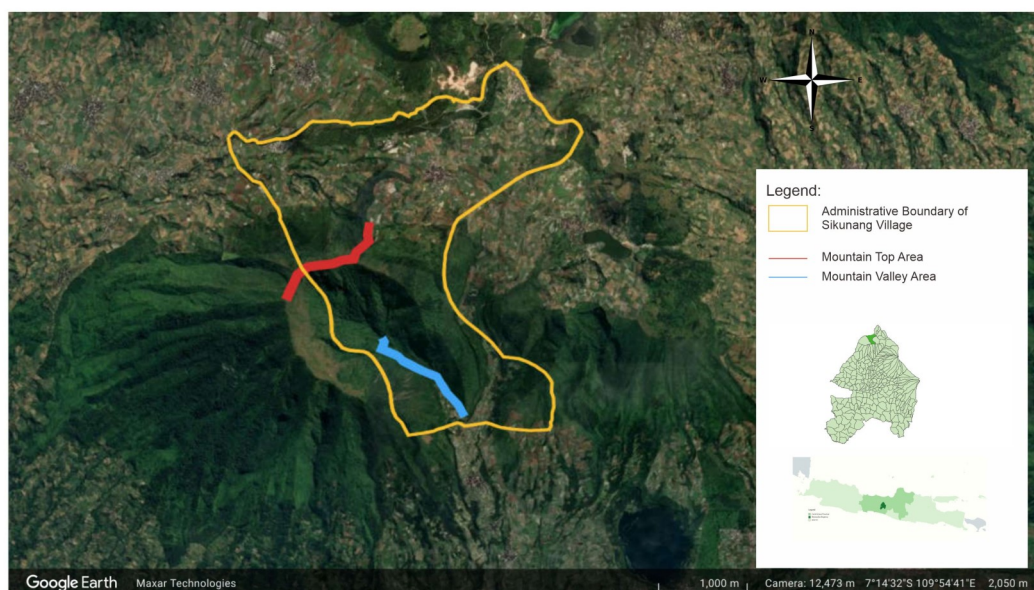 N
W
E
S
Legend:
Administrative Boundary of
Sikunang Village
Mountain Top Area
Mountain Valley Area
Google Earth
Maxar Technologies
1,000 m
Camera: 12,473 m 7°14'32"S 109°54'41"E 2,050 m